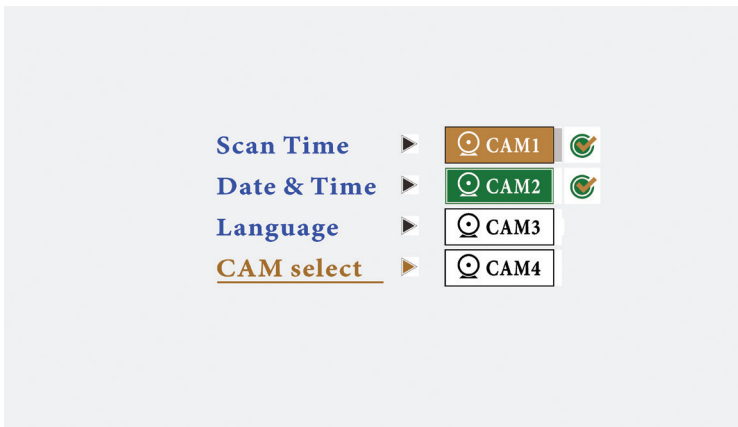 Scan Time CAM1
Date & Time CAM2
Language CAM3
CAM select CAM4